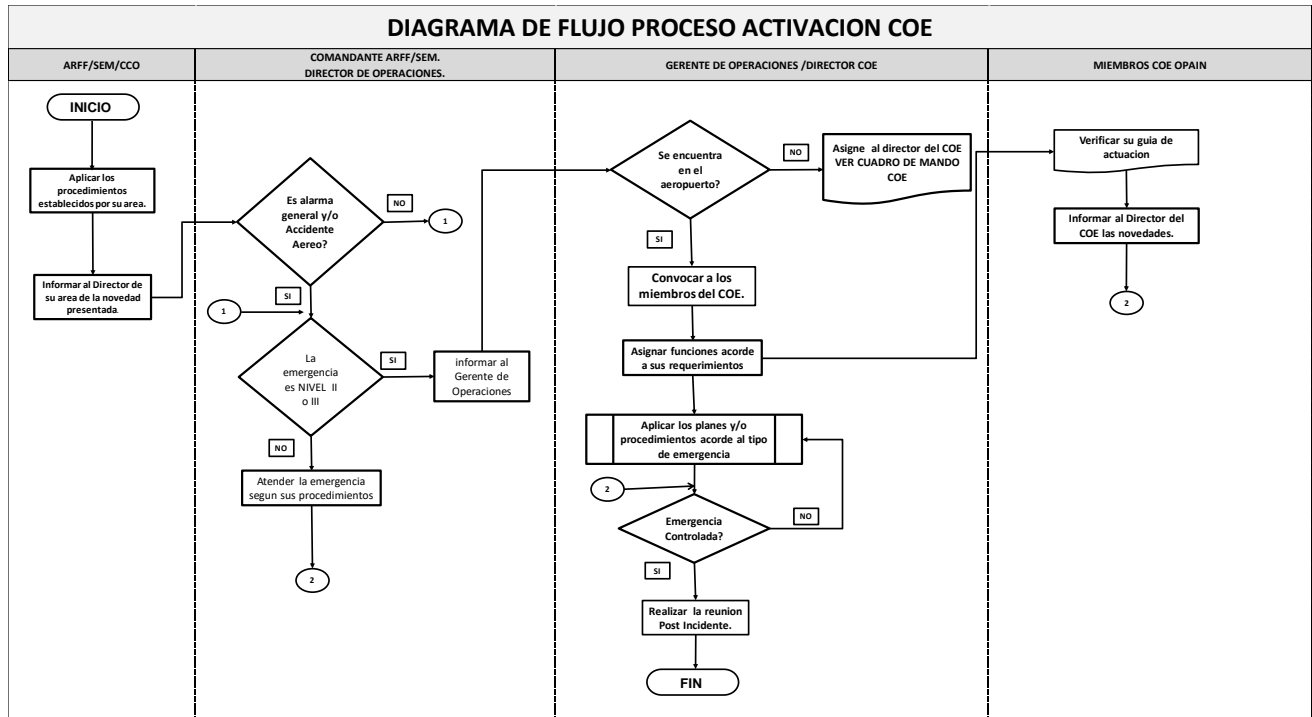 DIAGRAMA DE FLUJO PROCESO ACTIVACION COE
ARFF/SEM/CCO
COMANDANTE ARFF/SEM.
DIRECTOR DE OPERACIONES.
GERENTE DE OPERACIONES /DIRECTOR COE
MIEMBROS COE OPAIN
INICIO
Aplicar los
procedimientos
establecidos por su area.
Informar al Director de
su area de la novedad
presentada.
Es alarma
general y/o
Accidente
Aereo?
NO
1
SI
1
La
emergencia
es NIVEL II
o III
SI
informar al
Gerente de
Operaciones
NO
Atender la emergencia
segun sus procedimientos
2
Se encuentra
en el
aeropuerto?
NO
Asigne al director del COE
VER CUADRO DE MANDO
COE
SI
Convocar a los
miembros del COE.
Asignar funciones acorde
a sus requerimientos
Aplicar los planes y/o
procedimientos acorde al tipo
de emergencia
2
Emergencia
Controlada?
NO
SI
Realizar la reunion
Post Incidente.
FIN
Verificar su guia de
actuacion
Informar al Director del
COE las novedades.
2